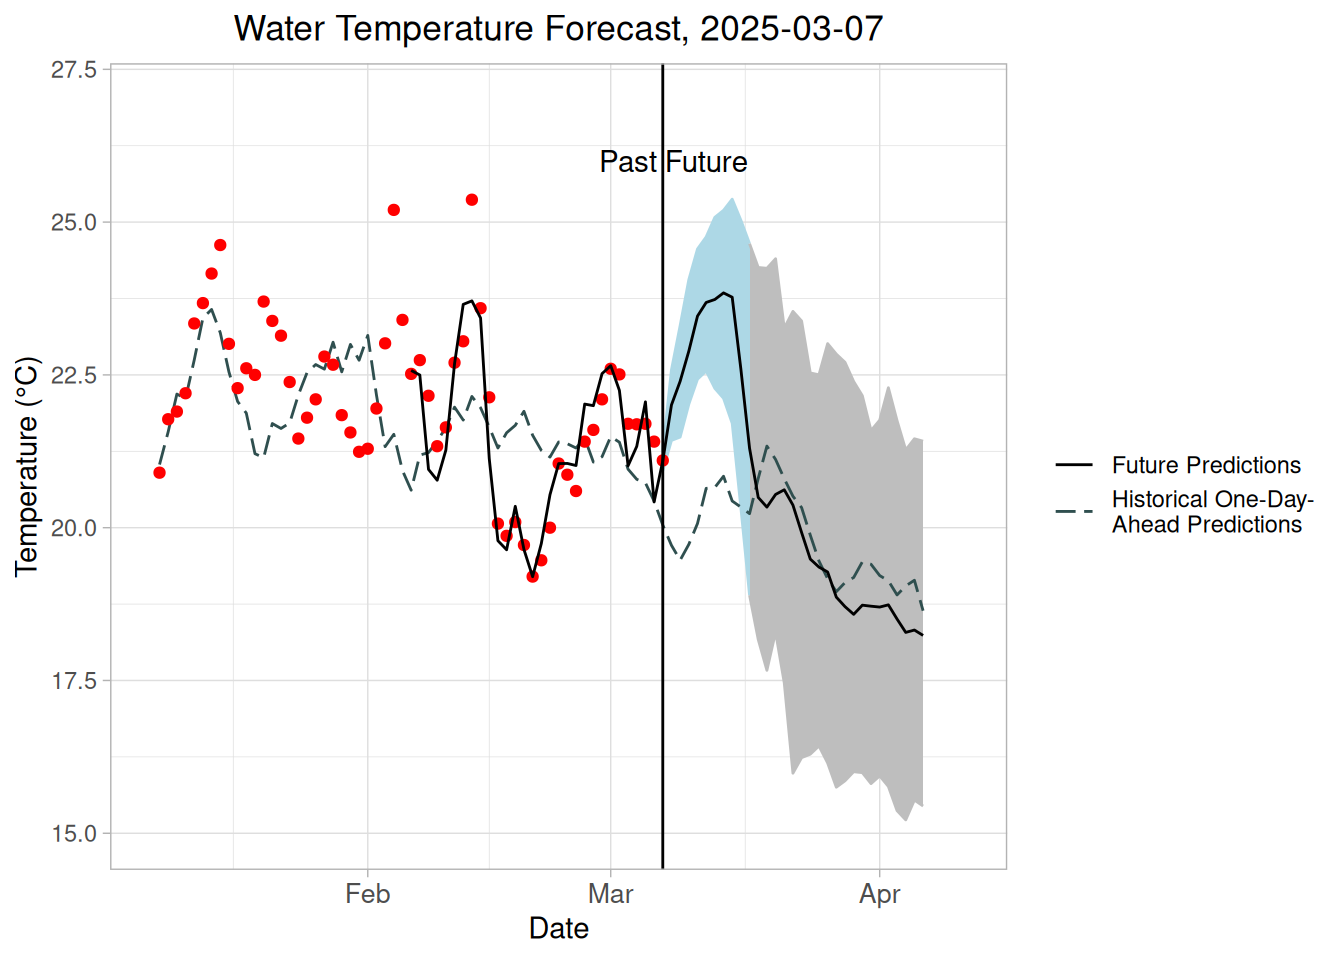 Water Temperature Forecast, 2025-03-07
27.5
25.0
22.5
20.0
17.5
15.0
Temperature (°C)
Past Future
Feb
Mar
Apr
Date
Future Predictions
Historical One-Day-
Ahead Predictions